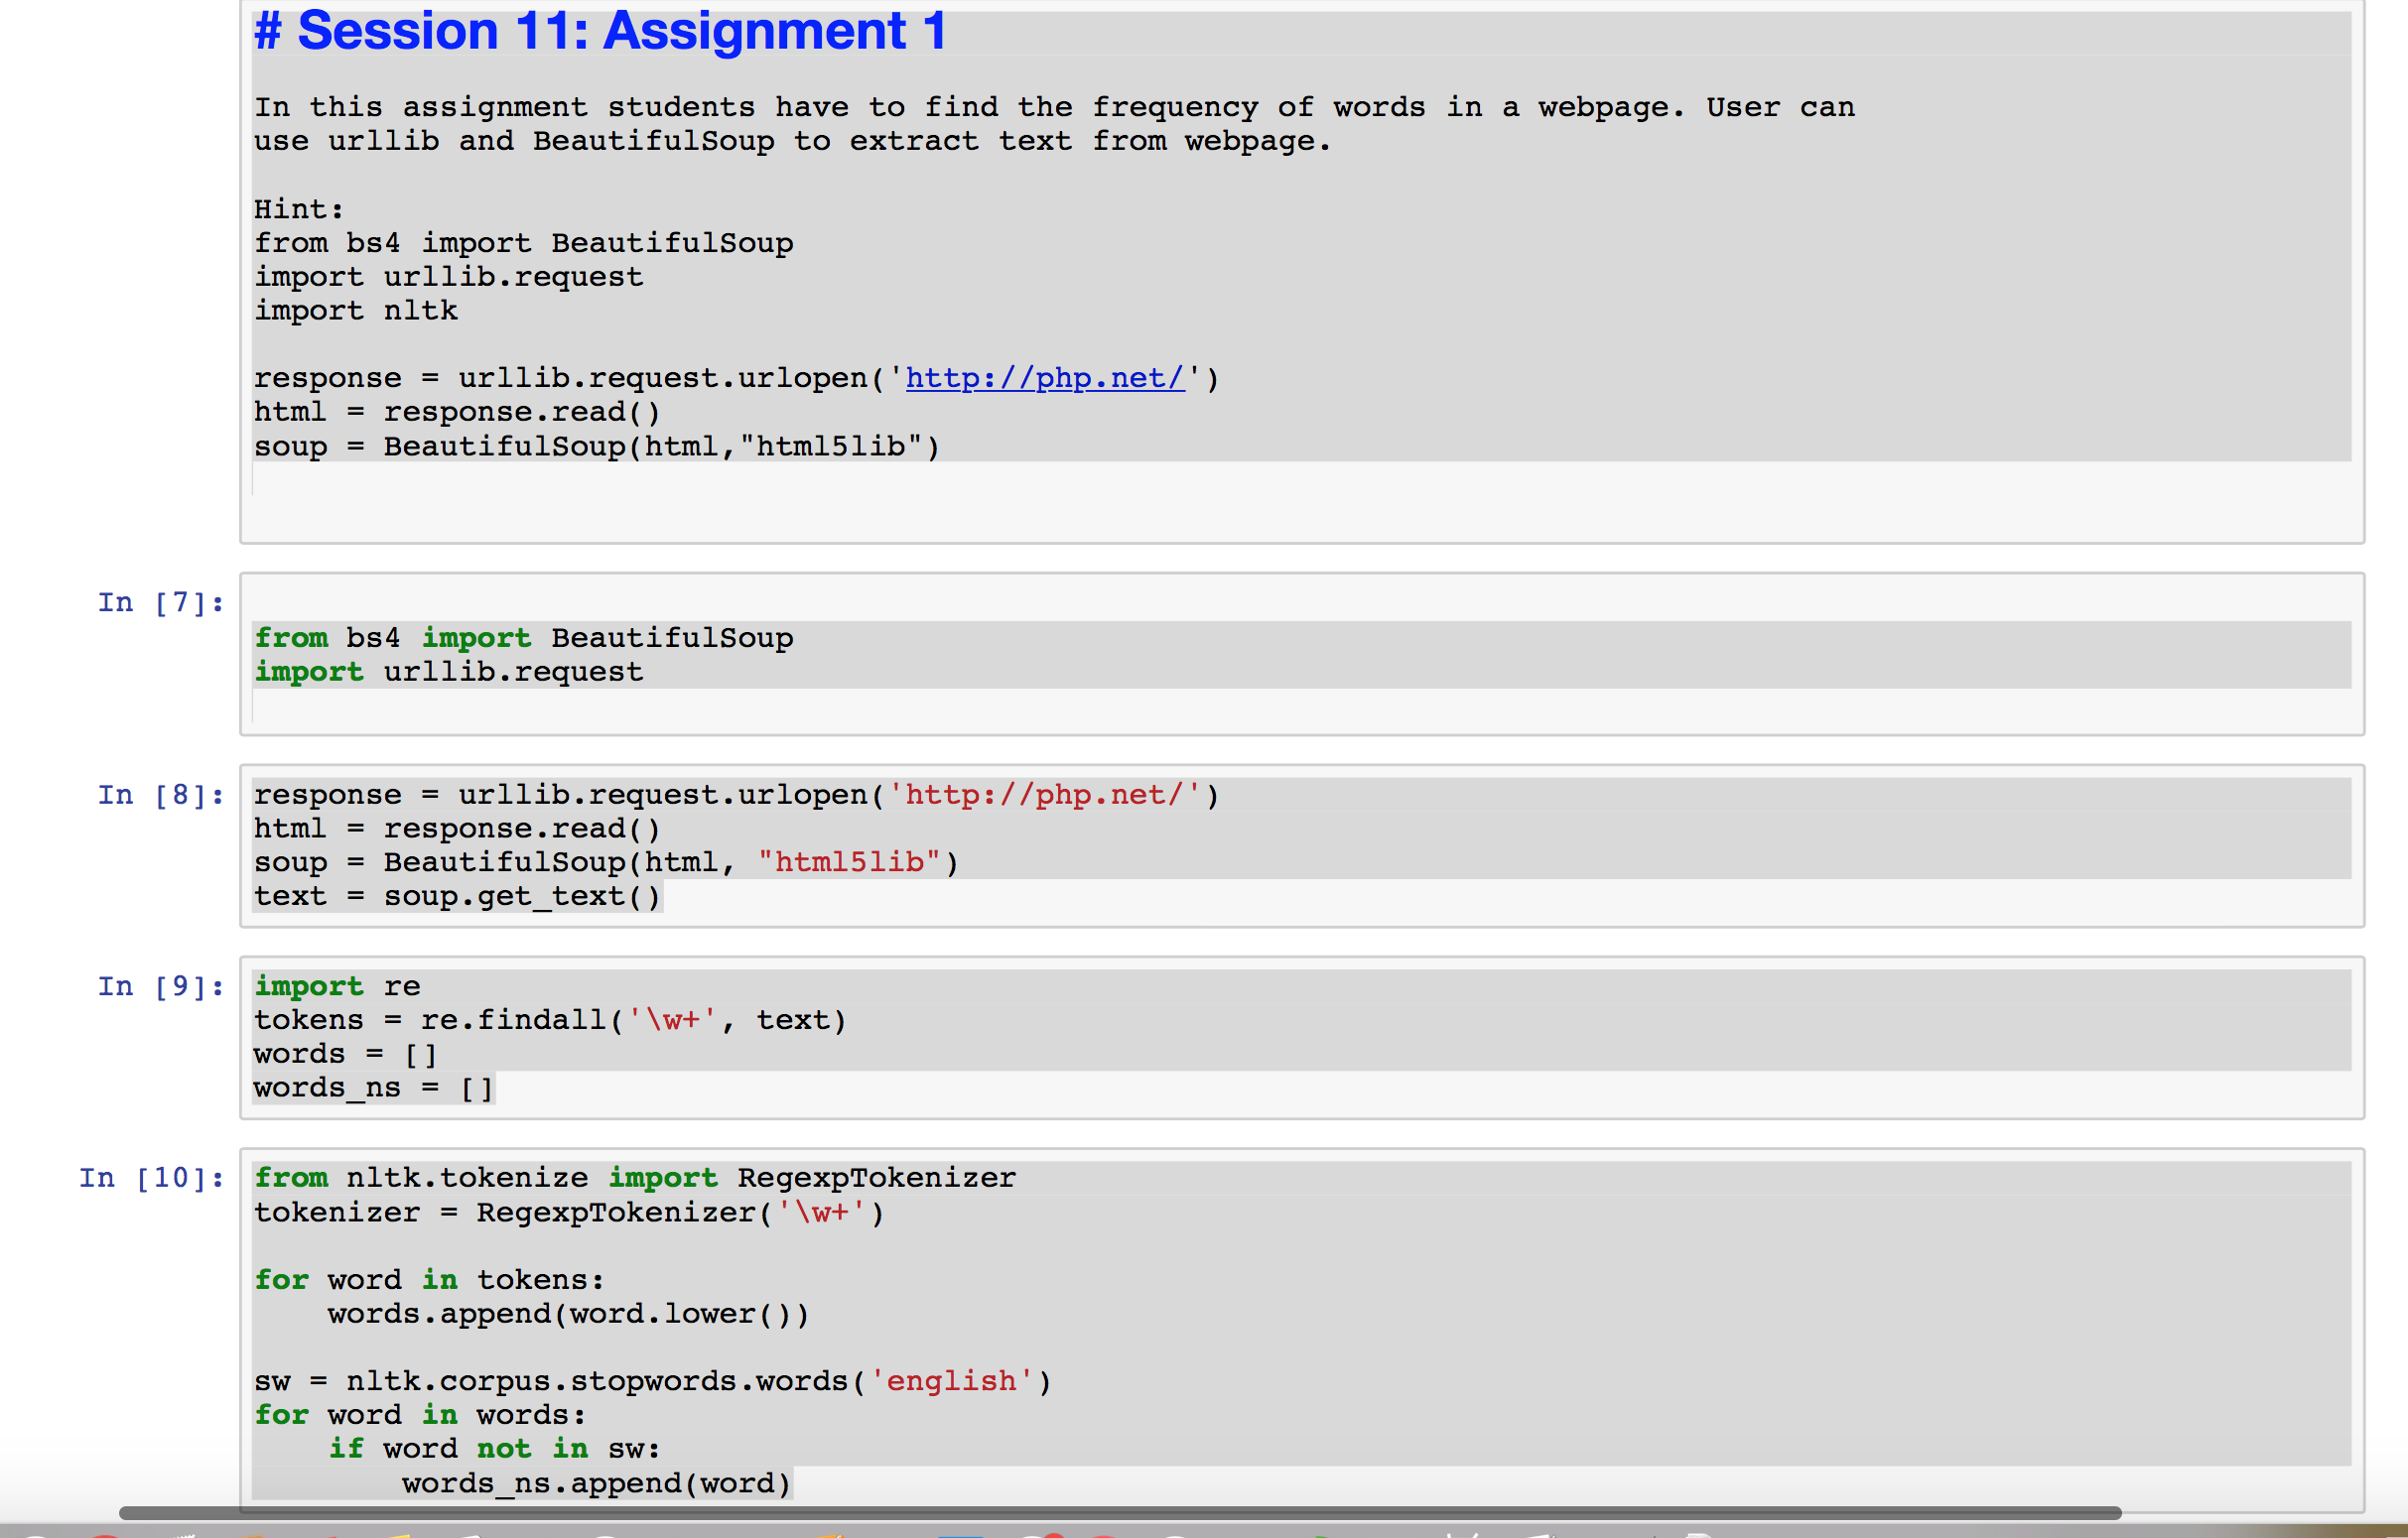 # Session 11: Assignment 1
In this assignment students have to find the frequency of words in a webpage. User can
use urllib and BeautifulSoup to extract text from webpage.
Hint:
from bs4 import BeautifulSoup
import urllib.request
import nltk
response = urllib.request.urlopen('http://php.net/')
html = response.read()
soup = BeautifulSoup(html,"html5lib")
In [7]:
from bs4 import BeautifulSoup
import urllib.request
In [8]:
response = urllib.request.urlopen('http://php.net/')
html = response.read()
soup = BeautifulSoup(html, "html5lib")
text = soup.get_text()
In [9]:
import re
tokens = re.findall('\w+', text)
words = []
words_ns = []
In [10]:
from nltk.tokenize import RegexpTokenizer
tokenizer = RegexpTokenizer('\w+')
for word in tokens:
    words.append(word.lower())
sw = nltk.corpus.stopwords.words('english')
for word in words:
    if word not in sw:
        words_ns.append(word)